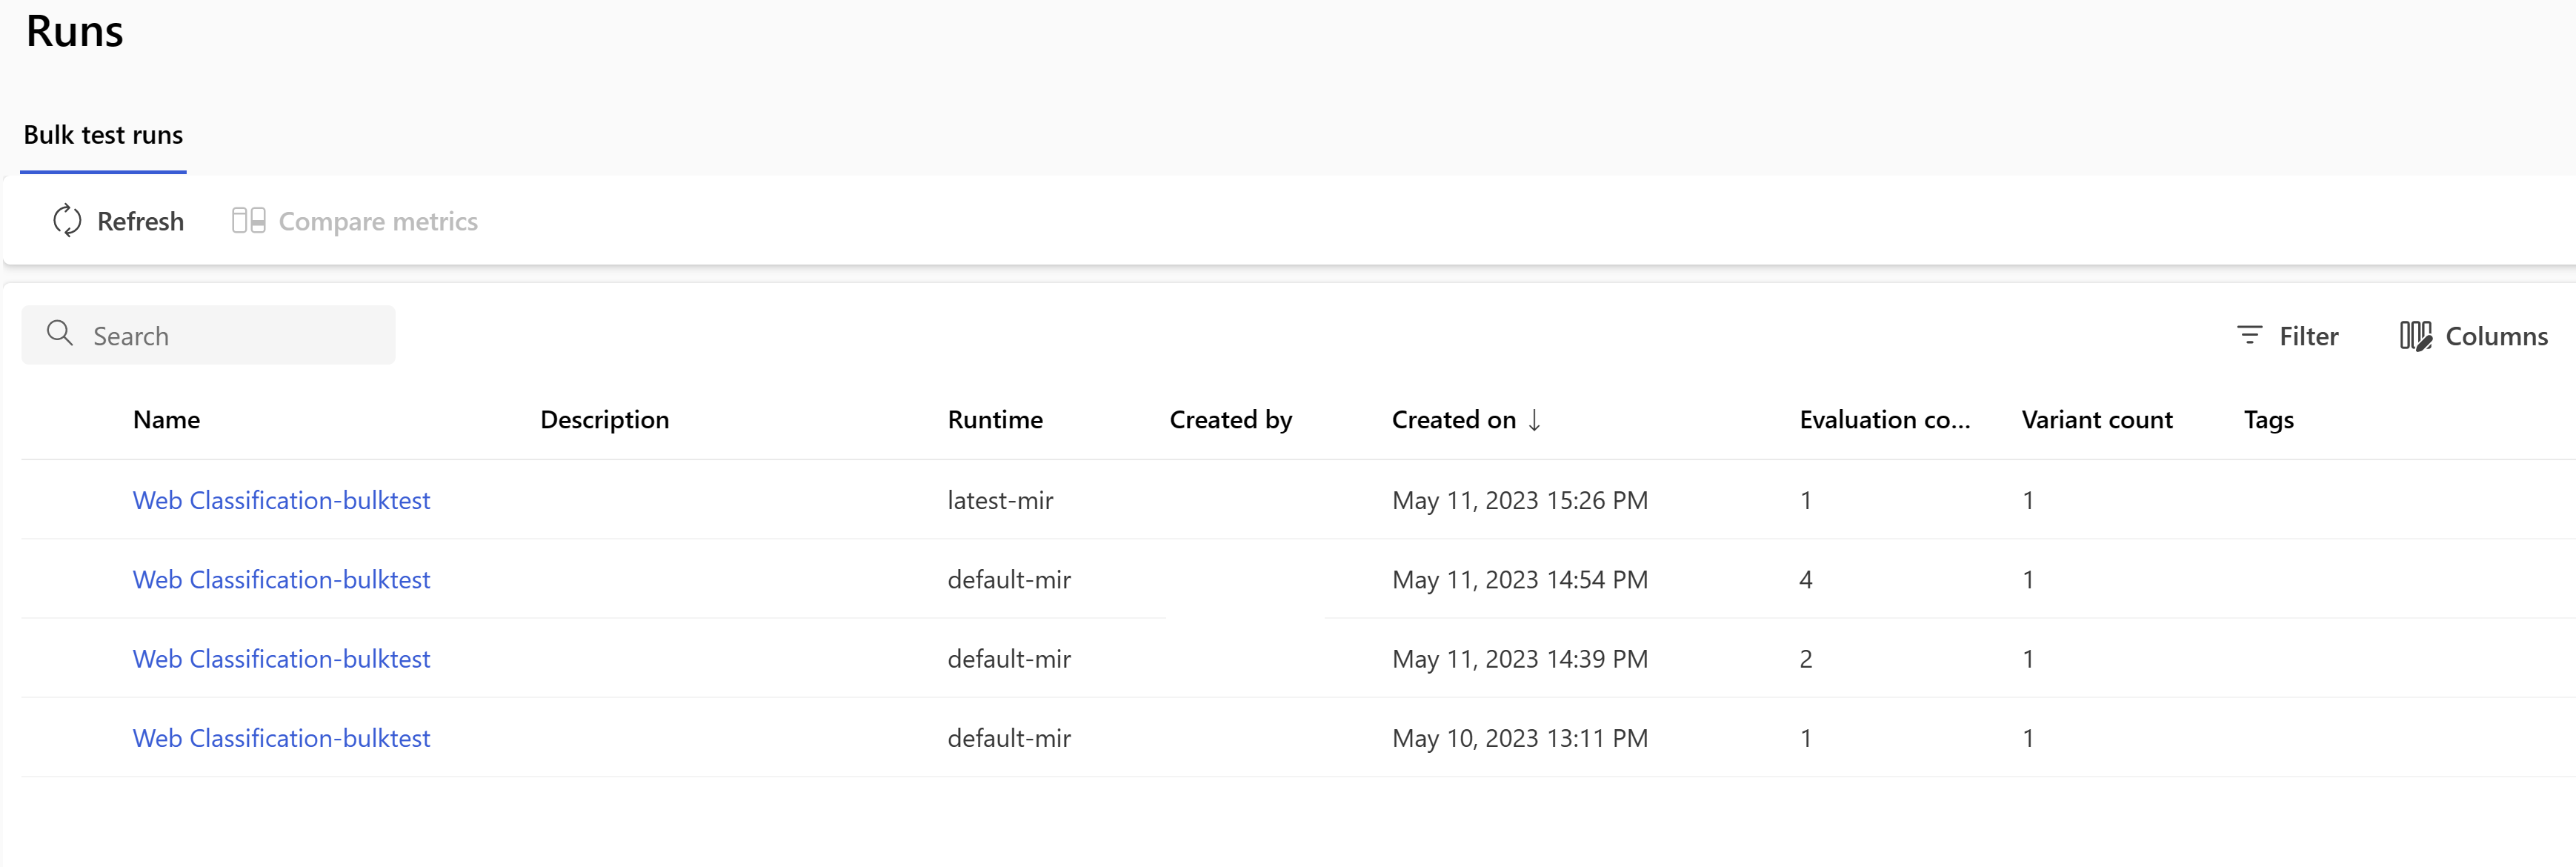 Runs
Bulk test runs
Refresh Compare metrics
Search Filter Columns
Name Description Runtime Created by Created on ↓ Evaluation co... Variant count Tags
Web Classification-bulktest latest-mir May 11, 2023 15:26 PM 1 1
Web Classification-bulktest default-mir May 11, 2023 14:54 PM 4 1
Web Classification-bulktest default-mir May 11, 2023 14:39 PM 2 1
Web Classification-bulktest default-mir May 10, 2023 13:11 PM 1 1